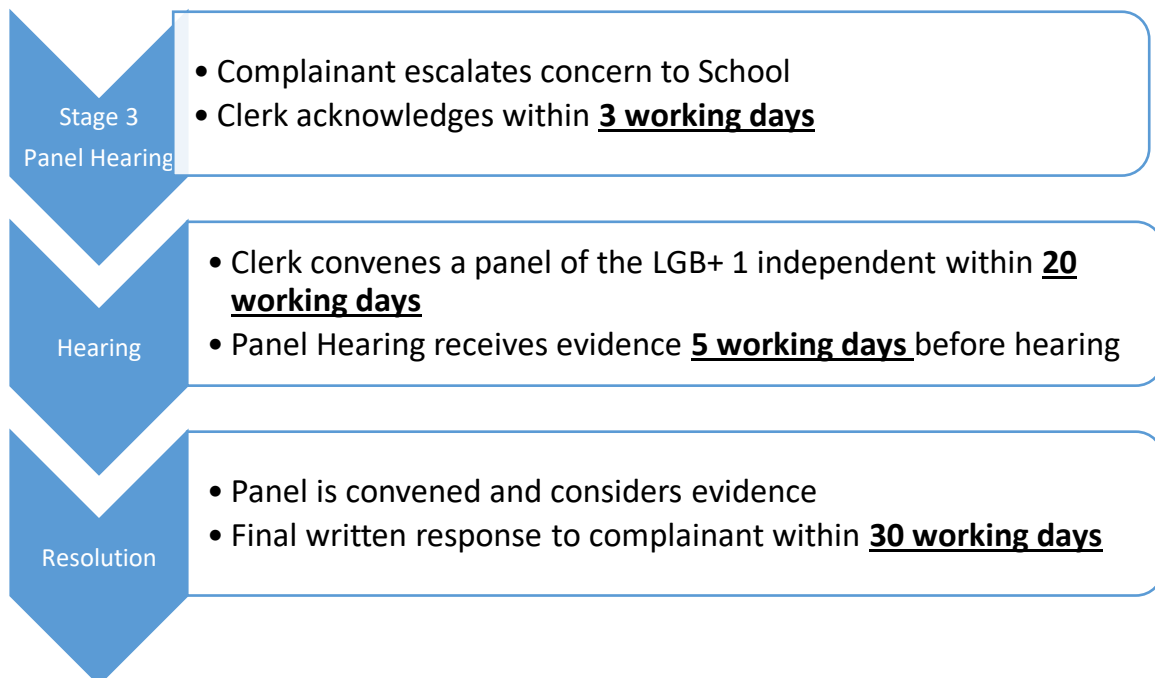 Stage 3
Panel Hearing
• Complainant escalates concern to School
• Clerk acknowledges within 3 working days
Hearing
• Clerk convenes a panel of the LGB+ 1 independent within 20
working days
• Panel Hearing receives evidence 5 working days before hearing
Resolution
• Panel is convened and considers evidence
• Final written response to complainant within 30 working days